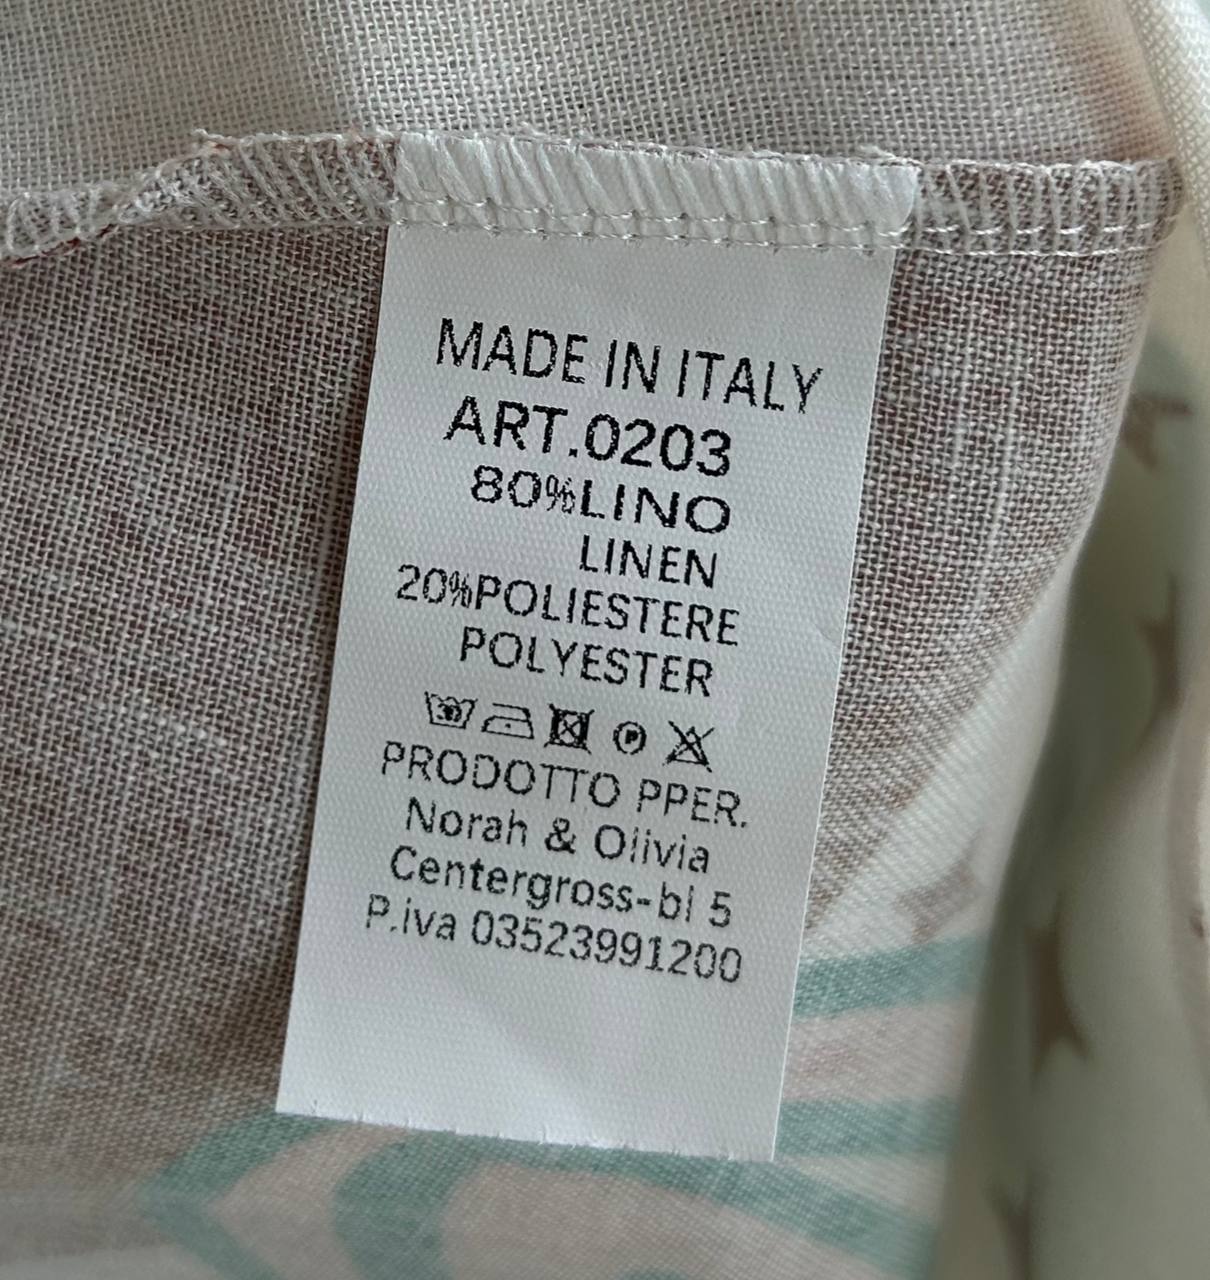 MADE IN ITALY
ART.0203
80%LINO
LINEN
20%POLIESTERE
POLYESTER
PRODOTTO PPER.
Norah & Olivia
Centergross-bl 5
P.iva 03523991200